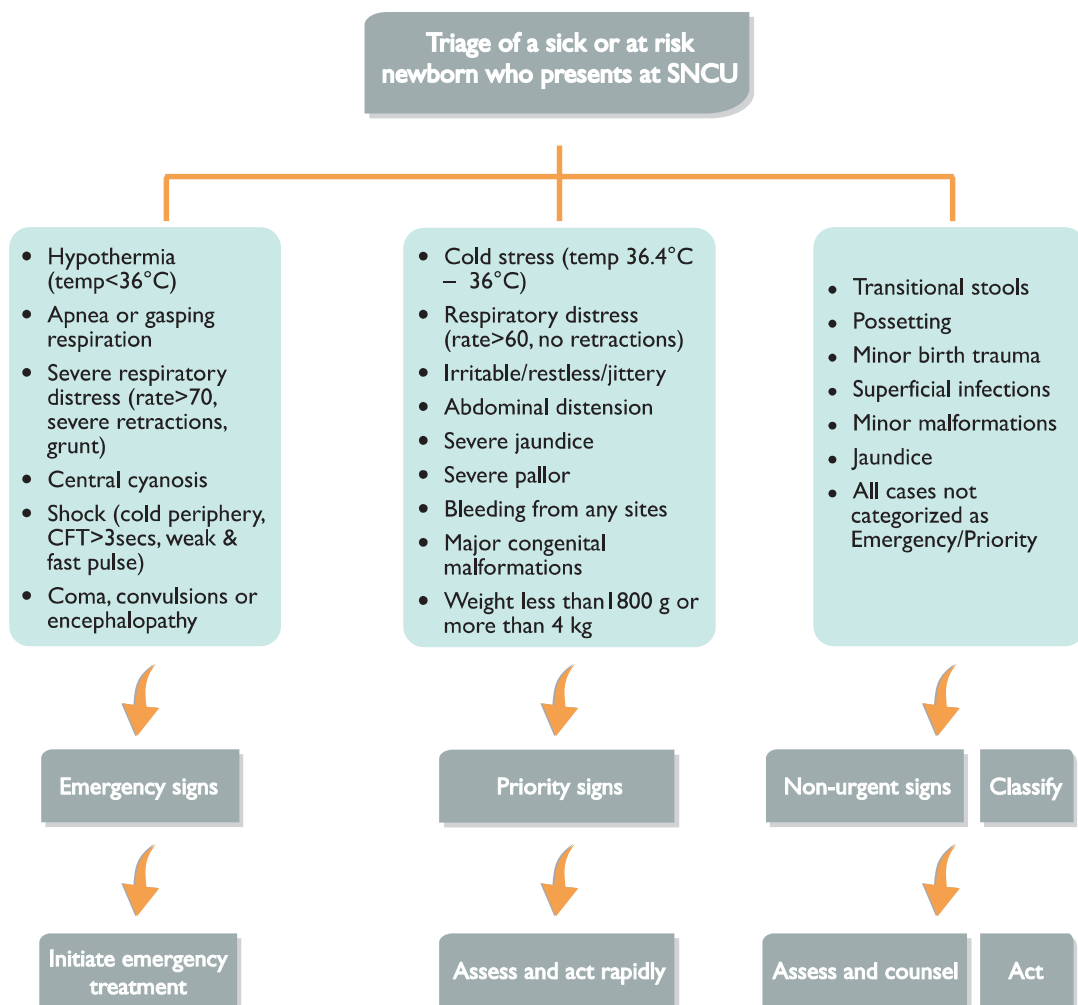 Triage of a sick or at risk
newborn who presents at SNCU
• Hypothermia
(temp<36°C)
• Apnea or gasping
respiration
• Severe respiratory
distress (rate>70,
severe retractions,
grunt)
• Central cyanosis
• Shock (cold periphery,
CFT>3secs, weak &
fast pulse)
• Coma, convulsions or
encephalopathy
• Cold stress (temp 36.4°C
– 36°C)
• Respiratory distress
(rate>60, no retractions)
• Irritable/restless/jittery
• Abdominal distension
• Severe jaundice
• Severe pallor
• Bleeding from any sites
• Major congenital
malformations
• Weight less than1800 g or
more than 4 kg
• Transitional stools
• Possetting
• Minor birth trauma
• Superficial infections
• Minor malformations
• Jaundice
• All cases not
categorized as
Emergency/Priority
Emergency signs
Priority signs
Non-urgent signs
Classify
Initiate emergency
treatment
Assess and act rapidly
Assess and counsel
Act